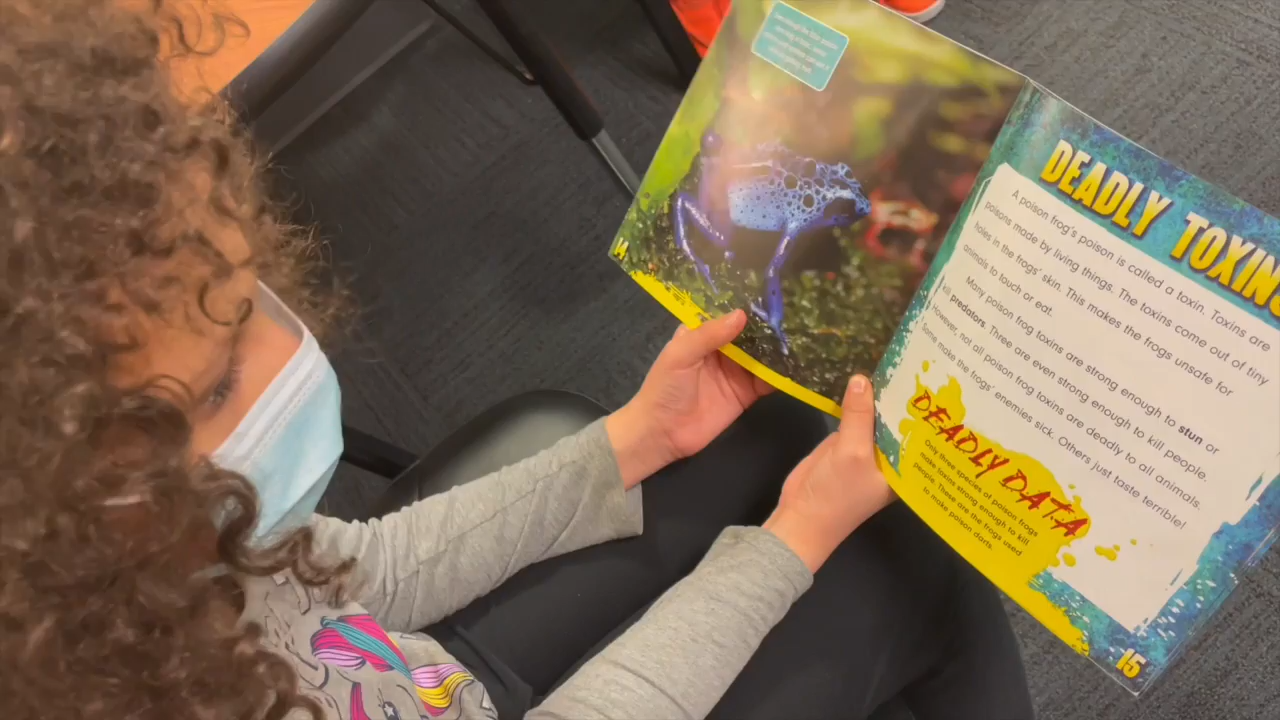 14
DEADLY TOXINS
A poison frog's poison is called a toxin. Toxins are
poisons made by living things. The toxins come out of tiny
holes in the frogs' skin. This makes the frogs unsafe for
animals to touch or eat.
Many poison frog toxins are strong enough to stun or
kill predators. Three are even strong enough to kill people.
However, not all poison frog toxins are deadly to all animals.
Some make the frogs' enemies sick. Others just taste terrible!
DEADLY DATA
Only three species of poison frogs
make toxins strong enough to kill
people. These are the frogs used
to make poison darts.
15